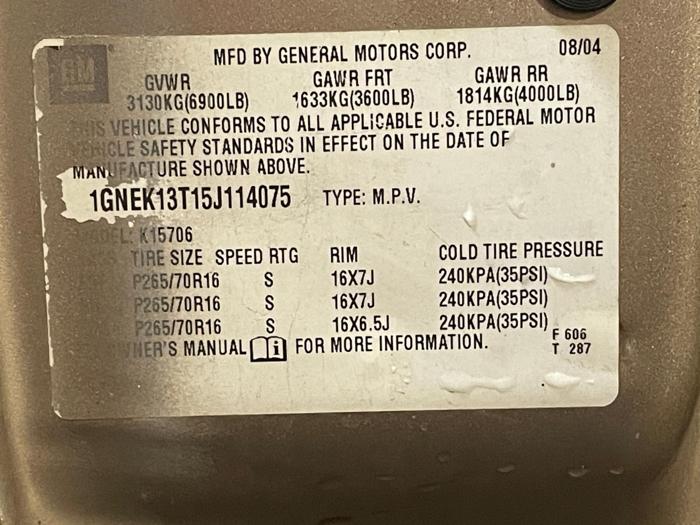 GM
MFD BY GENERAL MOTORS CORP. 08/04
GVWR GAWR FRT GAWR RR
3130KG(6900LB) 1633KG(3600LB) 1814KG(4000LB)
THIS VEHICLE CONFORMS TO ALL APPLICABLE U.S. FEDERAL MOTOR
VEHICLE SAFETY STANDARDS IN EFFECT ON THE DATE OF
MANUFACTURE SHOWN ABOVE.
1GNEK13T15J114075 TYPE: M.P.V.
MODEL: K15706
TIRE SIZE SPEED RTG RIM COLD TIRE PRESSURE
P265/70R16 S 16X7J 240KPA(35PSI)
P265/70R16 S 16X7J 240KPA(35PSI)
P265/70R16 S 16X6.5J 240KPA(35PSI)
OWNER'S MANUAL i FOR MORE INFORMATION.
F 606
T 287